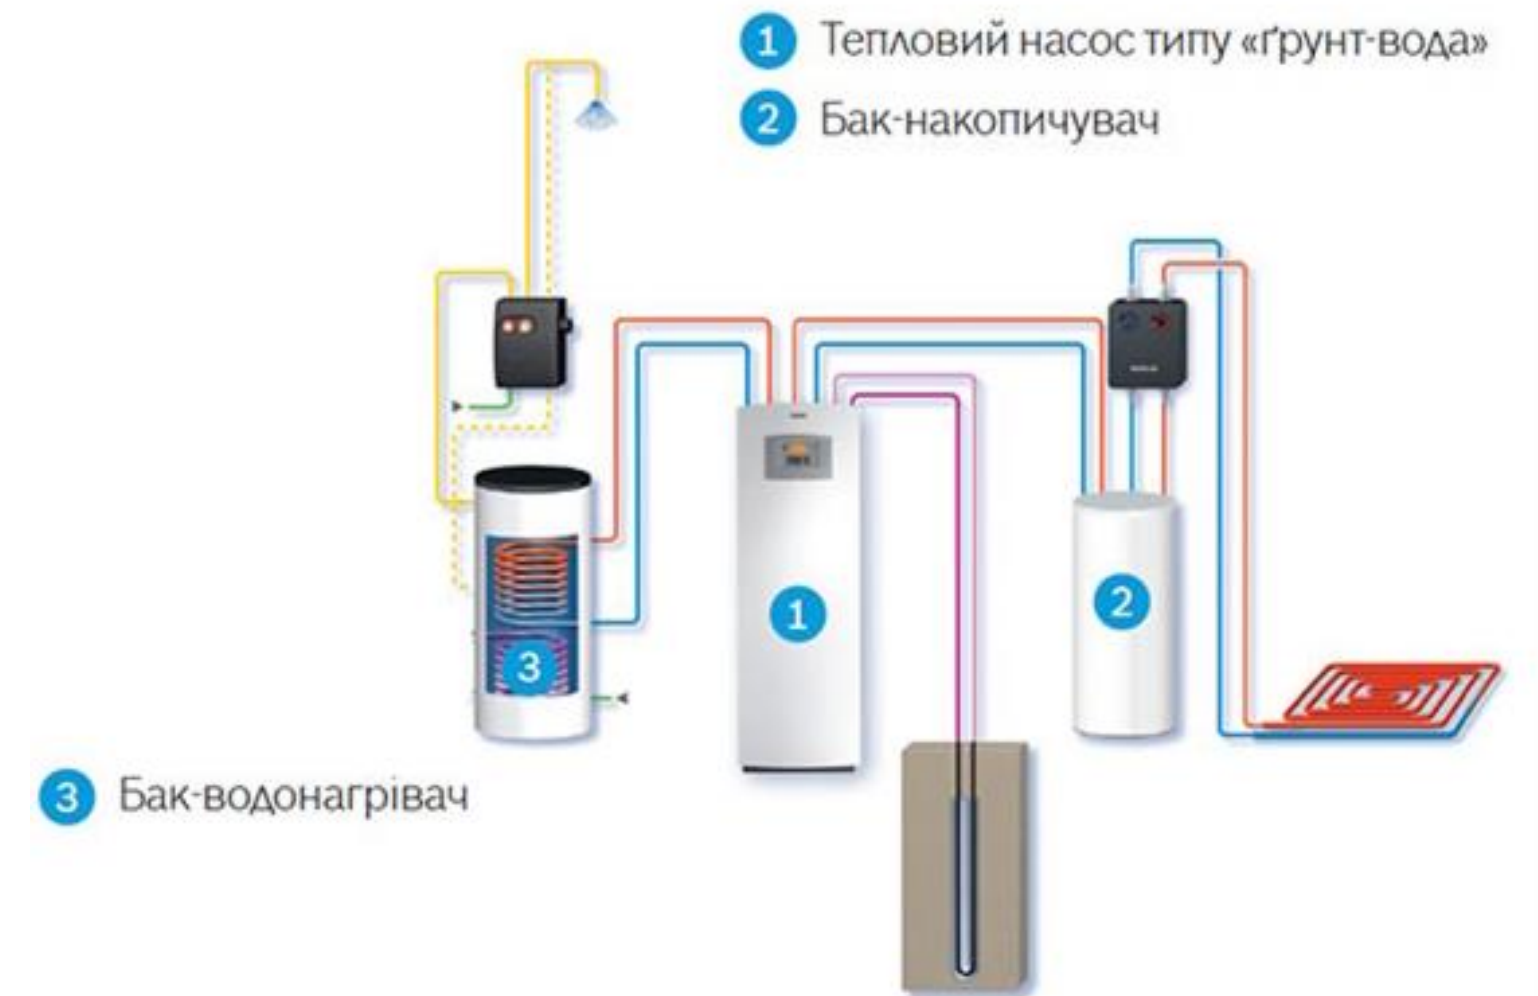 1 Тепловий насос типу «ґрунт-вода»
2 Бак-накопичувач
1
2
3
3 Бак-водонагрівач